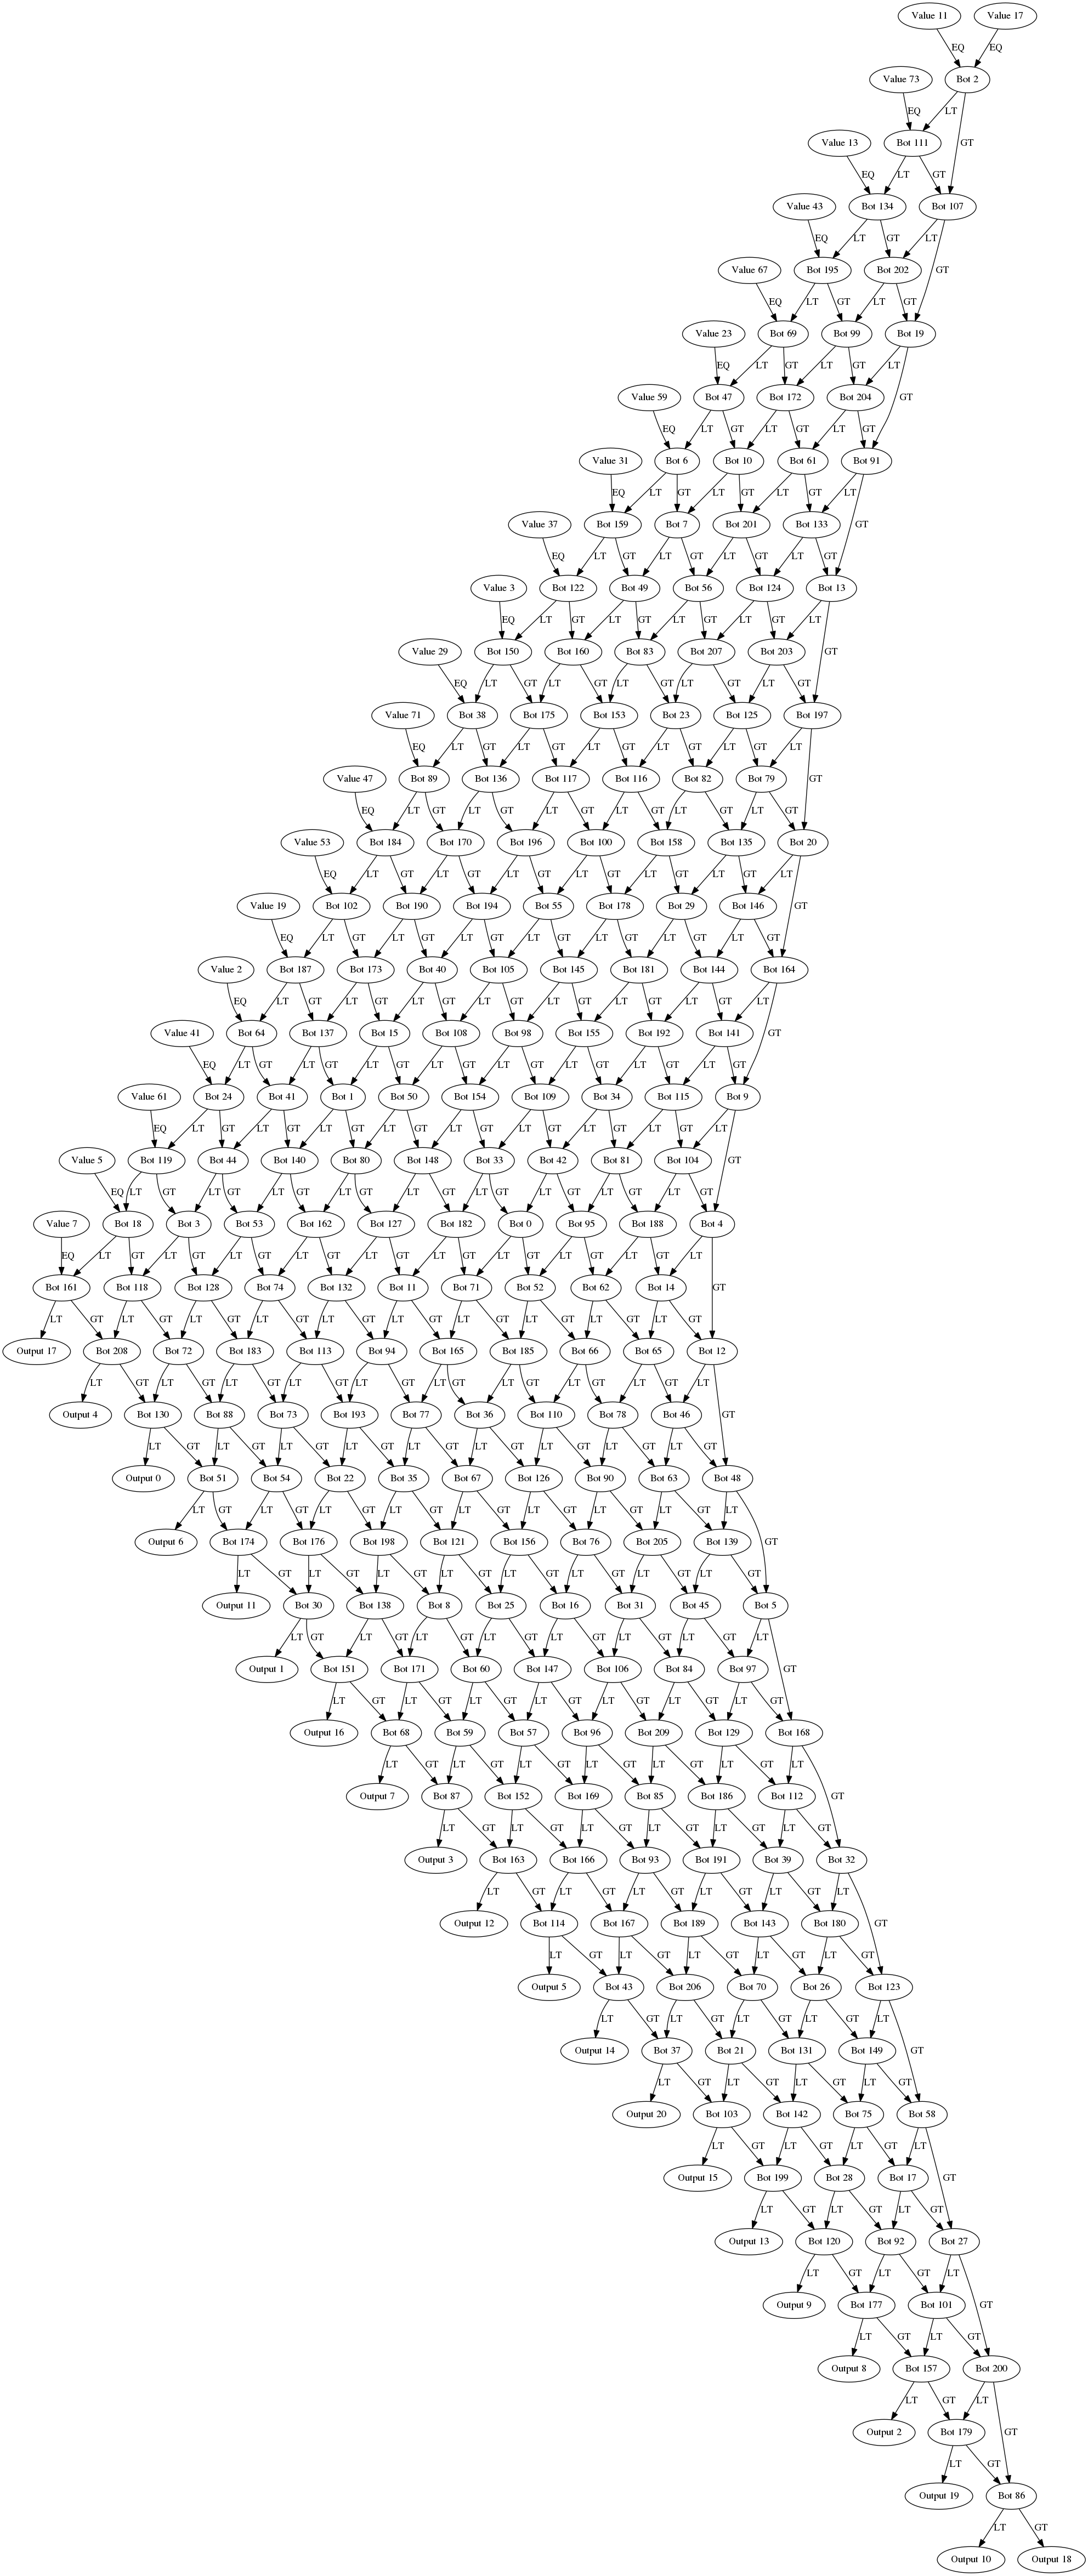 Value 11 Value 17
EQ EQ
Value 73 Bot 2
EQ LT
Value 13 Bot 111 GT
EQ LT GT
Value 43 Bot 134 Bot 107
EQ LT GT LT
Value 67 Bot 195 Bot 202 GT
EQ LT GT LT GT
Value 23 Bot 69 Bot 99 Bot 19
EQ LT GT LT GT LT
Value 59 Bot 47 Bot 172 Bot 204 GT
EQ LT GT LT GT LT GT
Value 31 Bot 6 Bot 10 Bot 61 Bot 91
EQ LT GT LT GT LT GT LT
Value 37 Bot 159 Bot 7 Bot 201 Bot 133 GT
EQ LT GT LT GT LT GT LT GT
Value 3 Bot 122 Bot 49 Bot 56 Bot 124 Bot 13
EQ LT GT LT GT LT GT LT GT LT
Value 29 Bot 150 Bot 160 Bot 83 Bot 207 Bot 203 GT
EQ LT GT LT GT LT GT LT GT LT GT
Value 71 Bot 38 Bot 175 Bot 153 Bot 23 Bot 125 Bot 197
EQ LT GT LT GT LT GT LT GT LT GT LT
Value 47 Bot 89 Bot 136 Bot 117 Bot 116 Bot 82 Bot 79 GT
EQ LT GT LT GT LT GT LT GT LT GT LT GT
Value 53 Bot 184 Bot 170 Bot 196 Bot 100 Bot 158 Bot 135 Bot 20
EQ LT GT LT GT LT GT LT GT LT GT LT GT LT
Value 19 Bot 102 Bot 190 Bot 194 Bot 55 Bot 178 Bot 29 Bot 146 GT
EQ LT GT LT GT LT GT LT GT LT GT LT GT LT GT
Value 2 Bot 187 Bot 173 Bot 40 Bot 105 Bot 145 Bot 181 Bot 144 Bot 164
EQ LT GT LT GT LT GT LT GT LT GT LT GT LT GT LT
Value 41 Bot 64 Bot 137 Bot 15 Bot 108 Bot 98 Bot 155 Bot 192 Bot 141 GT
EQ LT GT LT GT LT GT LT GT LT GT LT GT LT GT LT GT
Value 61 Bot 24 Bot 41 Bot 1 Bot 50 Bot 154 Bot 109 Bot 34 Bot 115 Bot 9
EQ LT GT LT GT LT GT LT GT LT GT LT GT LT GT LT GT LT
Value 5 Bot 119 Bot 44 Bot 140 Bot 80 Bot 148 Bot 33 Bot 42 Bot 81 Bot 104 GT
EQ LT GT LT GT LT GT LT GT LT GT LT GT LT GT LT GT LT GT
Value 7 Bot 18 Bot 3 Bot 53 Bot 162 Bot 127 Bot 182 Bot 0 Bot 95 Bot 188 Bot 4
EQ LT GT LT GT LT GT LT GT LT GT LT GT LT GT LT GT LT GT LT GT
Bot 161 Bot 118 Bot 128 Bot 74 Bot 132 Bot 11 Bot 71 Bot 52 Bot 62 Bot 14
LT GT LT GT LT GT LT GT LT GT LT GT LT GT LT GT LT GT LT GT
Output 17 Bot 208 Bot 72 Bot 183 Bot 113 Bot 94 Bot 165 Bot 185 Bot 66 Bot 65 Bot 12
LT GT LT GT LT GT LT GT LT GT LT GT LT GT LT GT LT GT LT GT
Output 4 Bot 130 Bot 88 Bot 73 Bot 193 Bot 77 Bot 36 Bot 110 Bot 78 Bot 46
LT GT LT GT LT GT LT GT LT GT LT GT LT GT LT GT LT GT
Output 0 Bot 51 Bot 54 Bot 22 Bot 35 Bot 67 Bot 126 Bot 90 Bot 63 Bot 48
LT GT LT GT LT GT LT GT LT GT LT GT LT GT LT GT LT GT
Output 6 Bot 174 Bot 176 Bot 198 Bot 121 Bot 156 Bot 76 Bot 205 Bot 139
LT GT LT GT LT GT LT GT LT GT LT GT LT GT LT GT
Output 11 Bot 30 Bot 138 Bot 8 Bot 25 Bot 16 Bot 31 Bot 45 Bot 5
LT GT LT GT LT GT LT GT LT GT LT GT LT GT LT GT
Output 1 Bot 151 Bot 171 Bot 60 Bot 147 Bot 106 Bot 84 Bot 97
LT GT LT GT LT GT LT GT LT GT LT GT LT GT
Output 16 Bot 68 Bot 59 Bot 57 Bot 96 Bot 209 Bot 129 Bot 168
LT GT LT GT LT GT LT GT LT GT LT GT LT GT
Output 7 Bot 87 Bot 152 Bot 169 Bot 85 Bot 186 Bot 112
LT GT LT GT LT GT LT GT LT GT LT GT
Output 3 Bot 163 Bot 166 Bot 93 Bot 191 Bot 39 Bot 32
LT GT LT GT LT GT LT GT LT GT LT GT
Output 12 Bot 114 Bot 167 Bot 189 Bot 143 Bot 180
LT GT LT GT LT GT LT GT LT GT
Output 5 Bot 43 Bot 206 Bot 70 Bot 26 Bot 123
LT GT LT GT LT GT LT GT LT GT
Output 14 Bot 37 Bot 21 Bot 131 Bot 149
LT GT LT GT LT GT LT GT
Output 20 Bot 103 Bot 142 Bot 75 Bot 58
LT GT LT GT LT GT LT GT
Output 15 Bot 199 Bot 28 Bot 17
LT GT LT GT LT GT
Output 13 Bot 120 Bot 92 Bot 27
LT GT LT GT LT GT
Output 9 Bot 177 Bot 101
LT GT LT GT
Output 8 Bot 157 Bot 200
LT GT LT GT
Output 2 Bot 179
LT GT
Output 19 Bot 86
LT GT
Output 10 Output 18